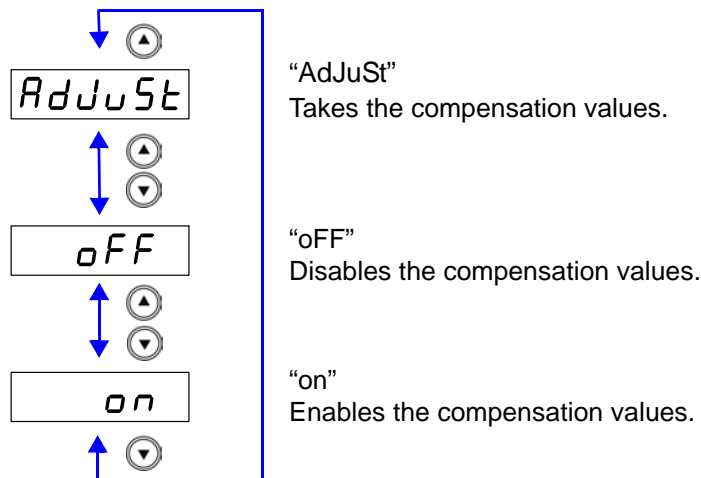 AdJuSt
“AdJuSt”
Takes the compensation values.
oFF
“oFF”
Disables the compensation values.
on
“on”
Enables the compensation values.